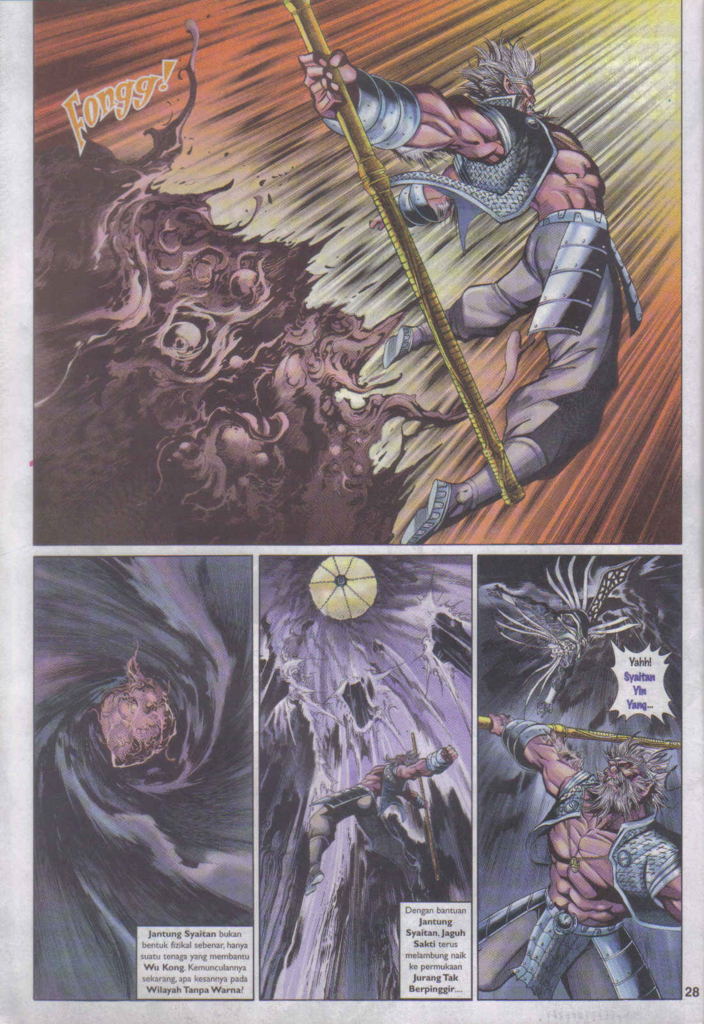 Fongg!
Yahh!
Syaitan
Yin
Yang...
Jantung Syaitan bukan
bentuk fizikal sebenar, hanya
suatu tenaga yang membantu
Wu Kong. Kemunculannya
sekarang, apa kesannya pada
Wilayah Tanpa Warna?
Dengan bantuan
Jantung
Syaitan, Jaguh
Sakti terus
melambung naik
ke permukaan
Jurang Tak
Berpinggir....
28